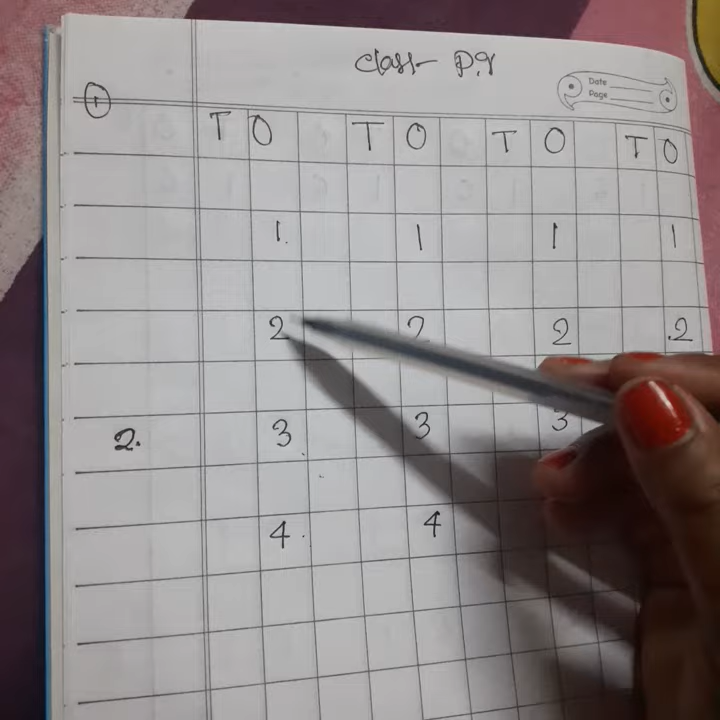 Class- P.G
Date
Page
1
T O T O T O T O
1. 1 1 1
2 2 2 .2
2. 3 3 3
4. 4